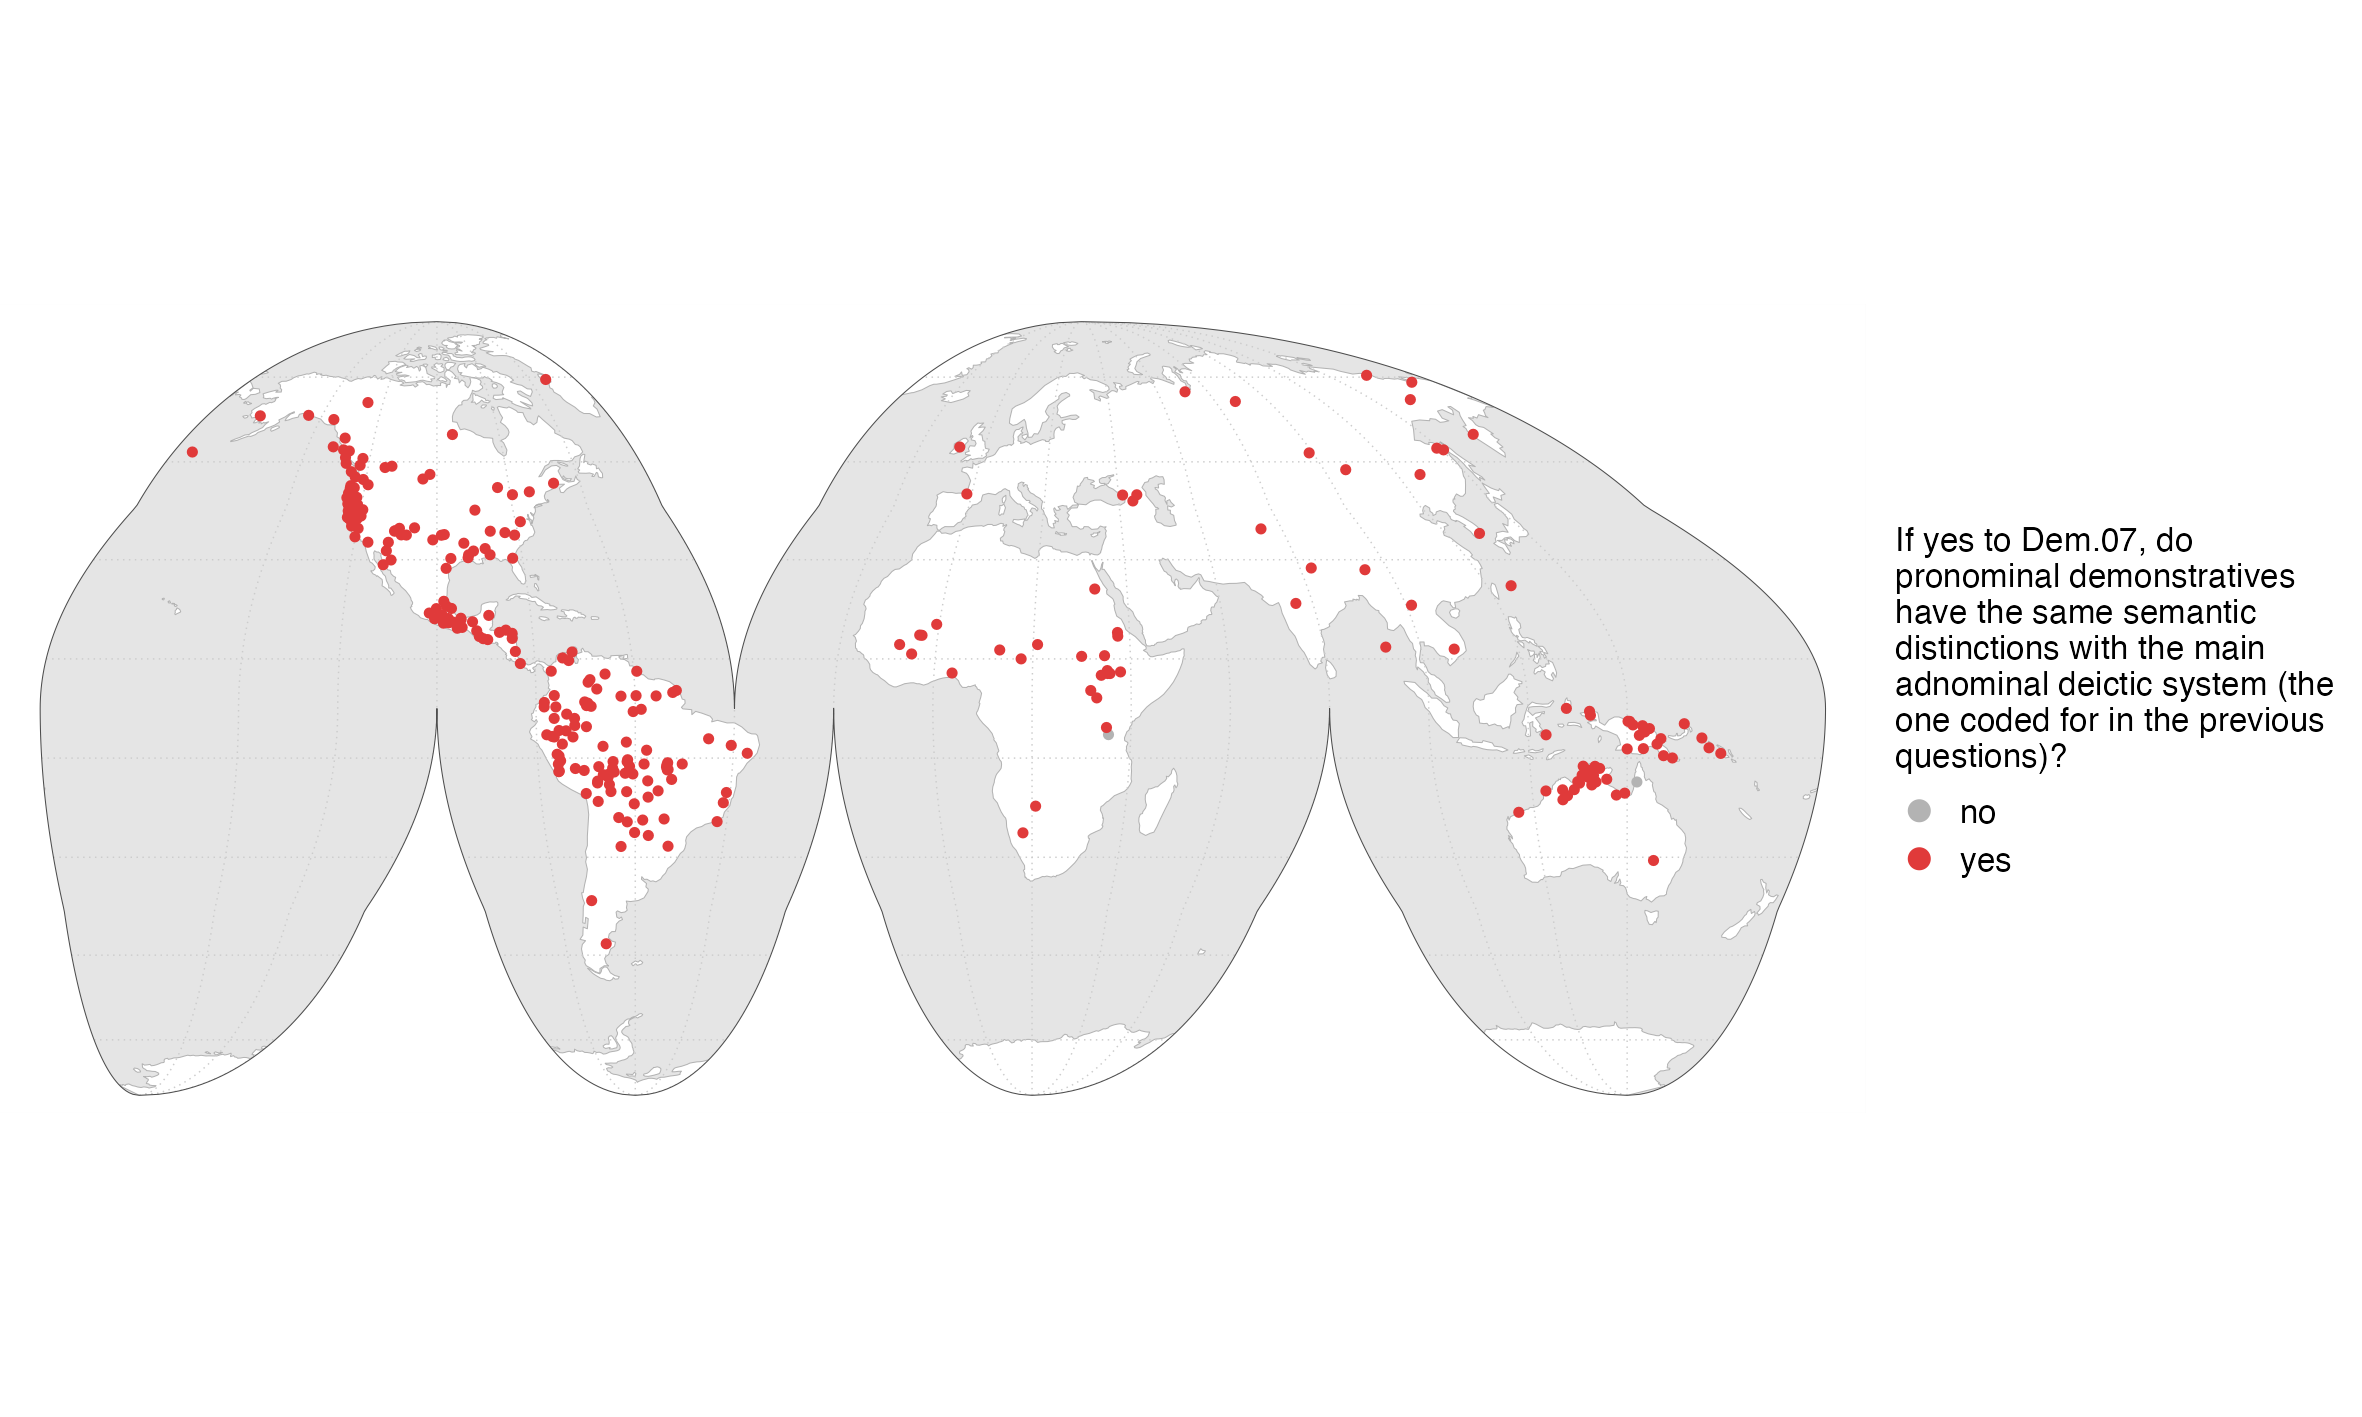 If yes to Dem.07, do
pronominal demonstratives
have the same semantic
distinctions with the main
adnominal deictic system (the
one coded for in the previous
questions)?
no
yes